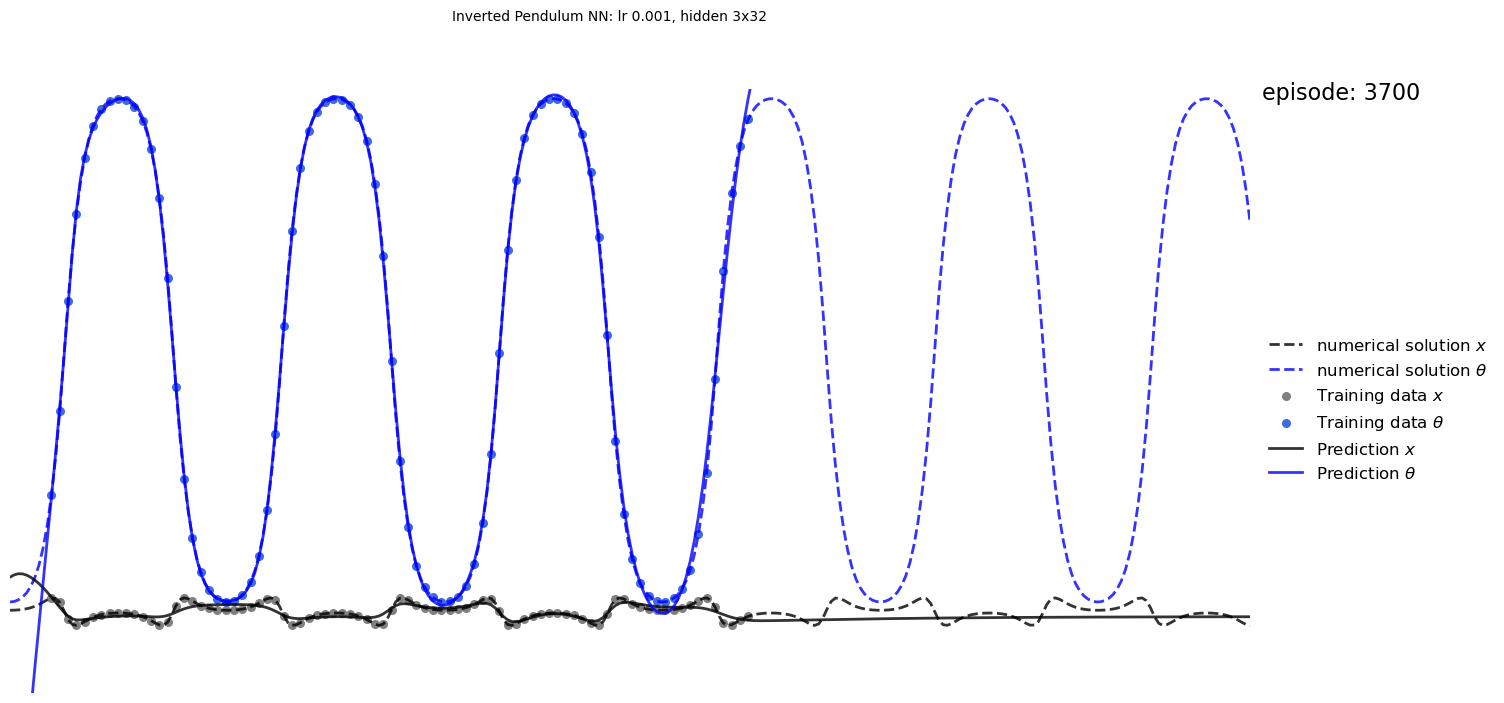 Inverted Pendulum NN: lr 0.001, hidden 3x32
episode: 3700
numerical solution x
numerical solution θ
Training data x
Training data θ
Prediction x
Prediction θ